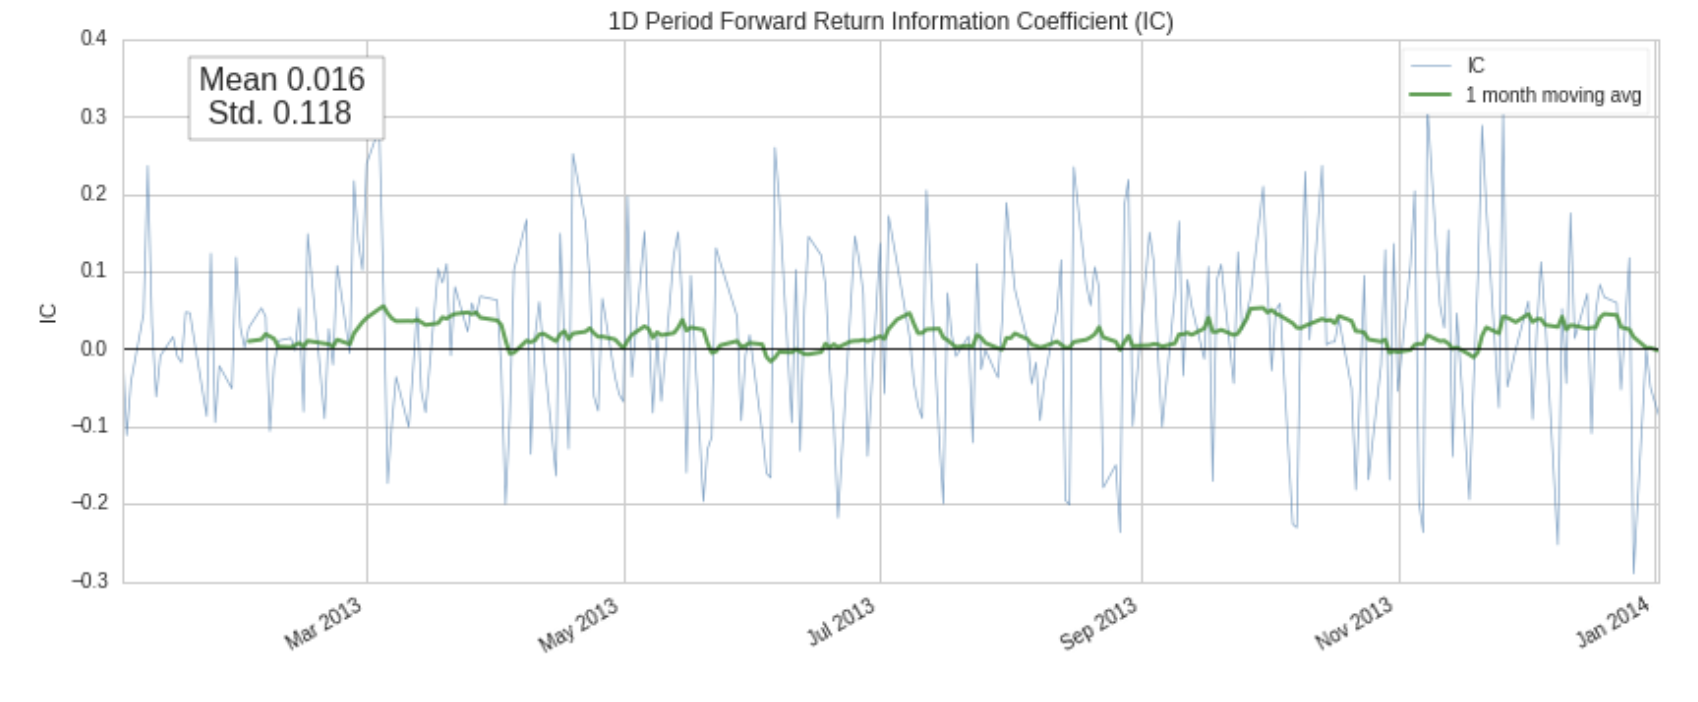 1D Period Forward Return Information Coefficient (IC)
0.4
0.3
0.2
0.1
0.0
−0.1
−0.2
−0.3
IC
Mean 0.016
Std. 0.118
IC
1 month moving avg
Mar 2013
May 2013
Jul 2013
Sep 2013
Nov 2013
Jan 2014